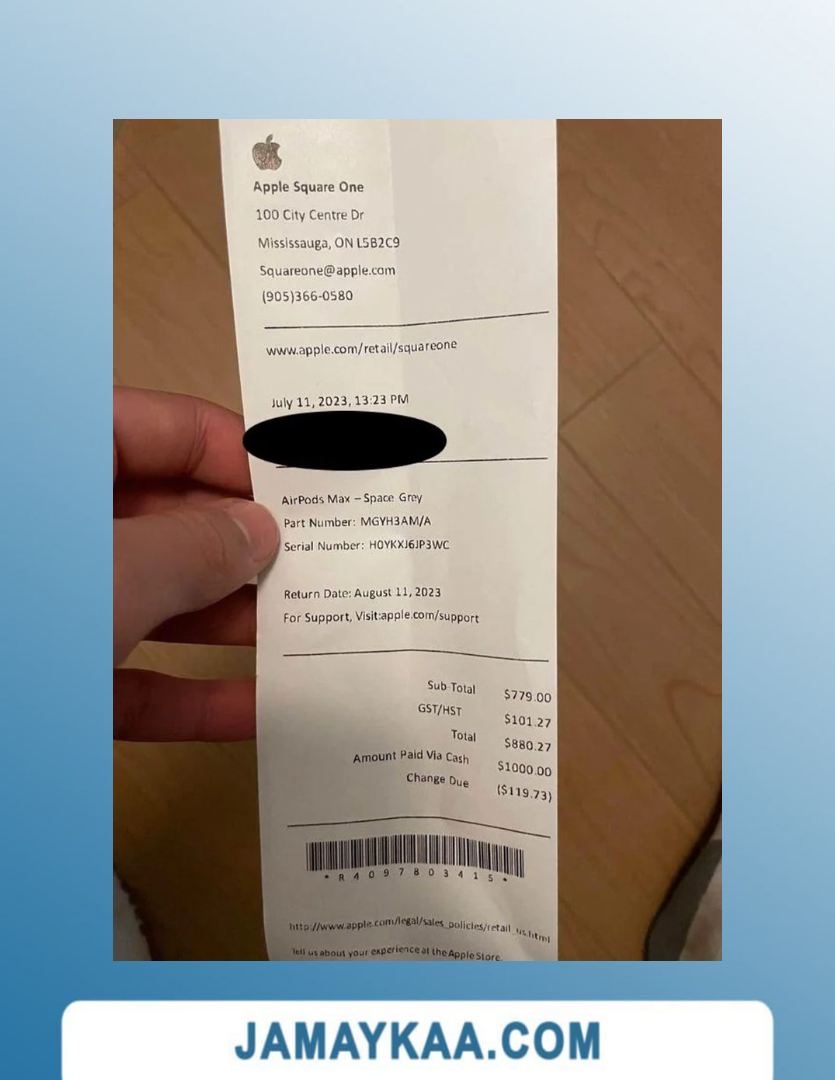 Apple Square One
100 City Centre Dr
Mississauga, ON L5B2C9
Squareone@apple.com
(905)366-0580
www.apple.com/retail/squareone
July 11, 2023, 13:23 PM
AirPods Max – Space Grey
Part Number: MGYH3AM/A
Serial Number: H0YKXJ6JP3WC
Return Date: August 11, 2023
For Support, Visit:apple.com/support
Sub Total $779.00
GST/HST $101.27
Total $880.27
Amount Paid Via Cash $1000.00
Change Due ($119.73)
* R 4 0 9 7 8 0 3 4 1 5 *
http://www.apple.com/legal/sales_policies/retail_us.html
Tell us about your experience at the Apple Store.
JAMAYKAA.COM